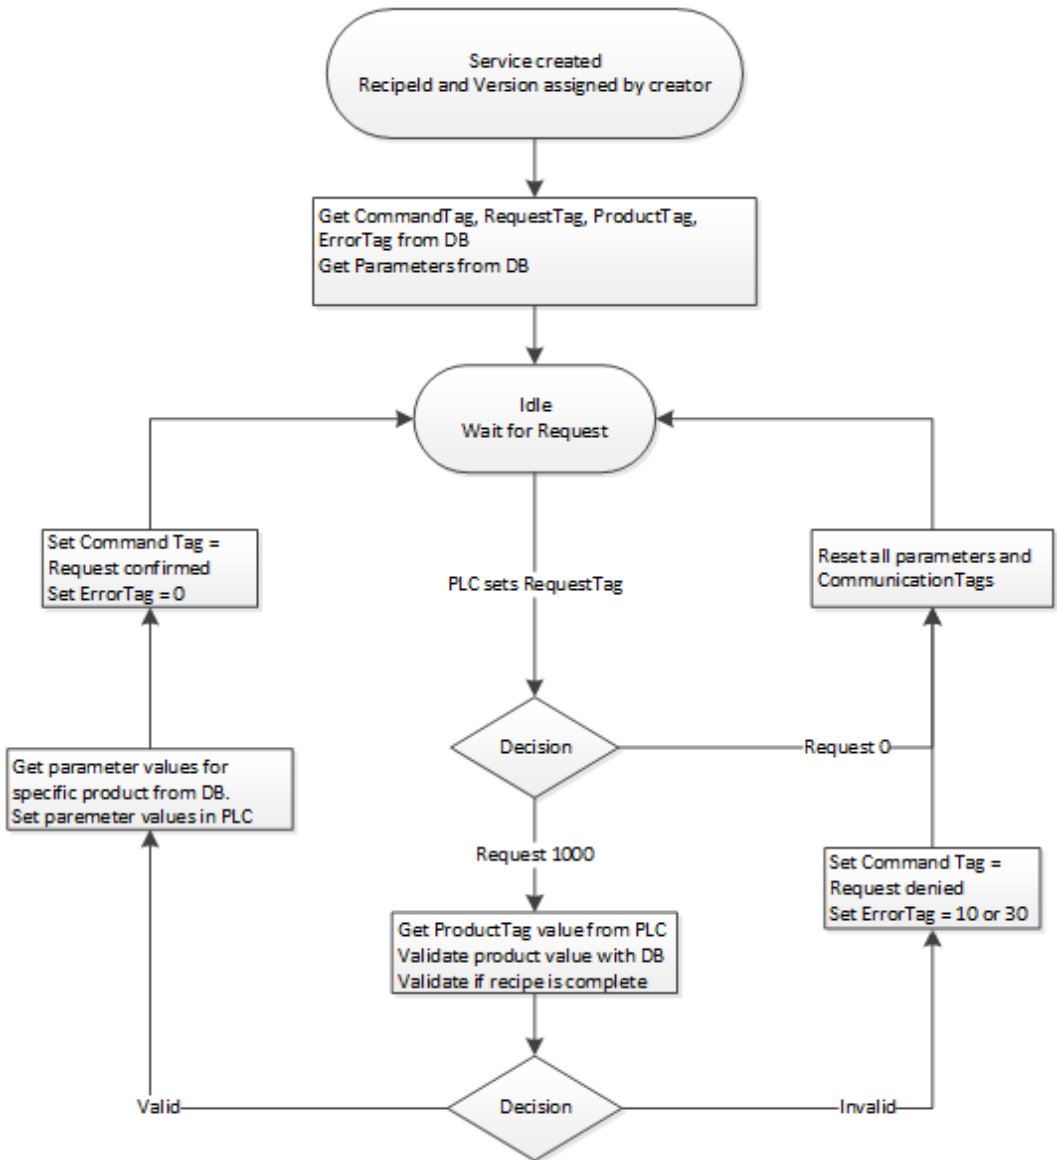 Service created
RecipeId and Version assigned by creator
Get CommandTag, RequestTag, ProductTag,
ErrorTag from DB
Get Parameters from DB
Idle
Wait for Request
Set Command Tag =
Request confirmed
Set ErrorTag = 0
PLC sets RequestTag
Reset all parameters and
CommunicationTags
Decision
Request 0
Get parameter values for
specific product from DB.
Set paremeter values in PLC
Request 1000
Set Command Tag =
Request denied
Set ErrorTag = 10 or 30
Get ProductTag value from PLC
Validate product value with DB
Validate if recipe is complete
Valid
Decision
Invalid